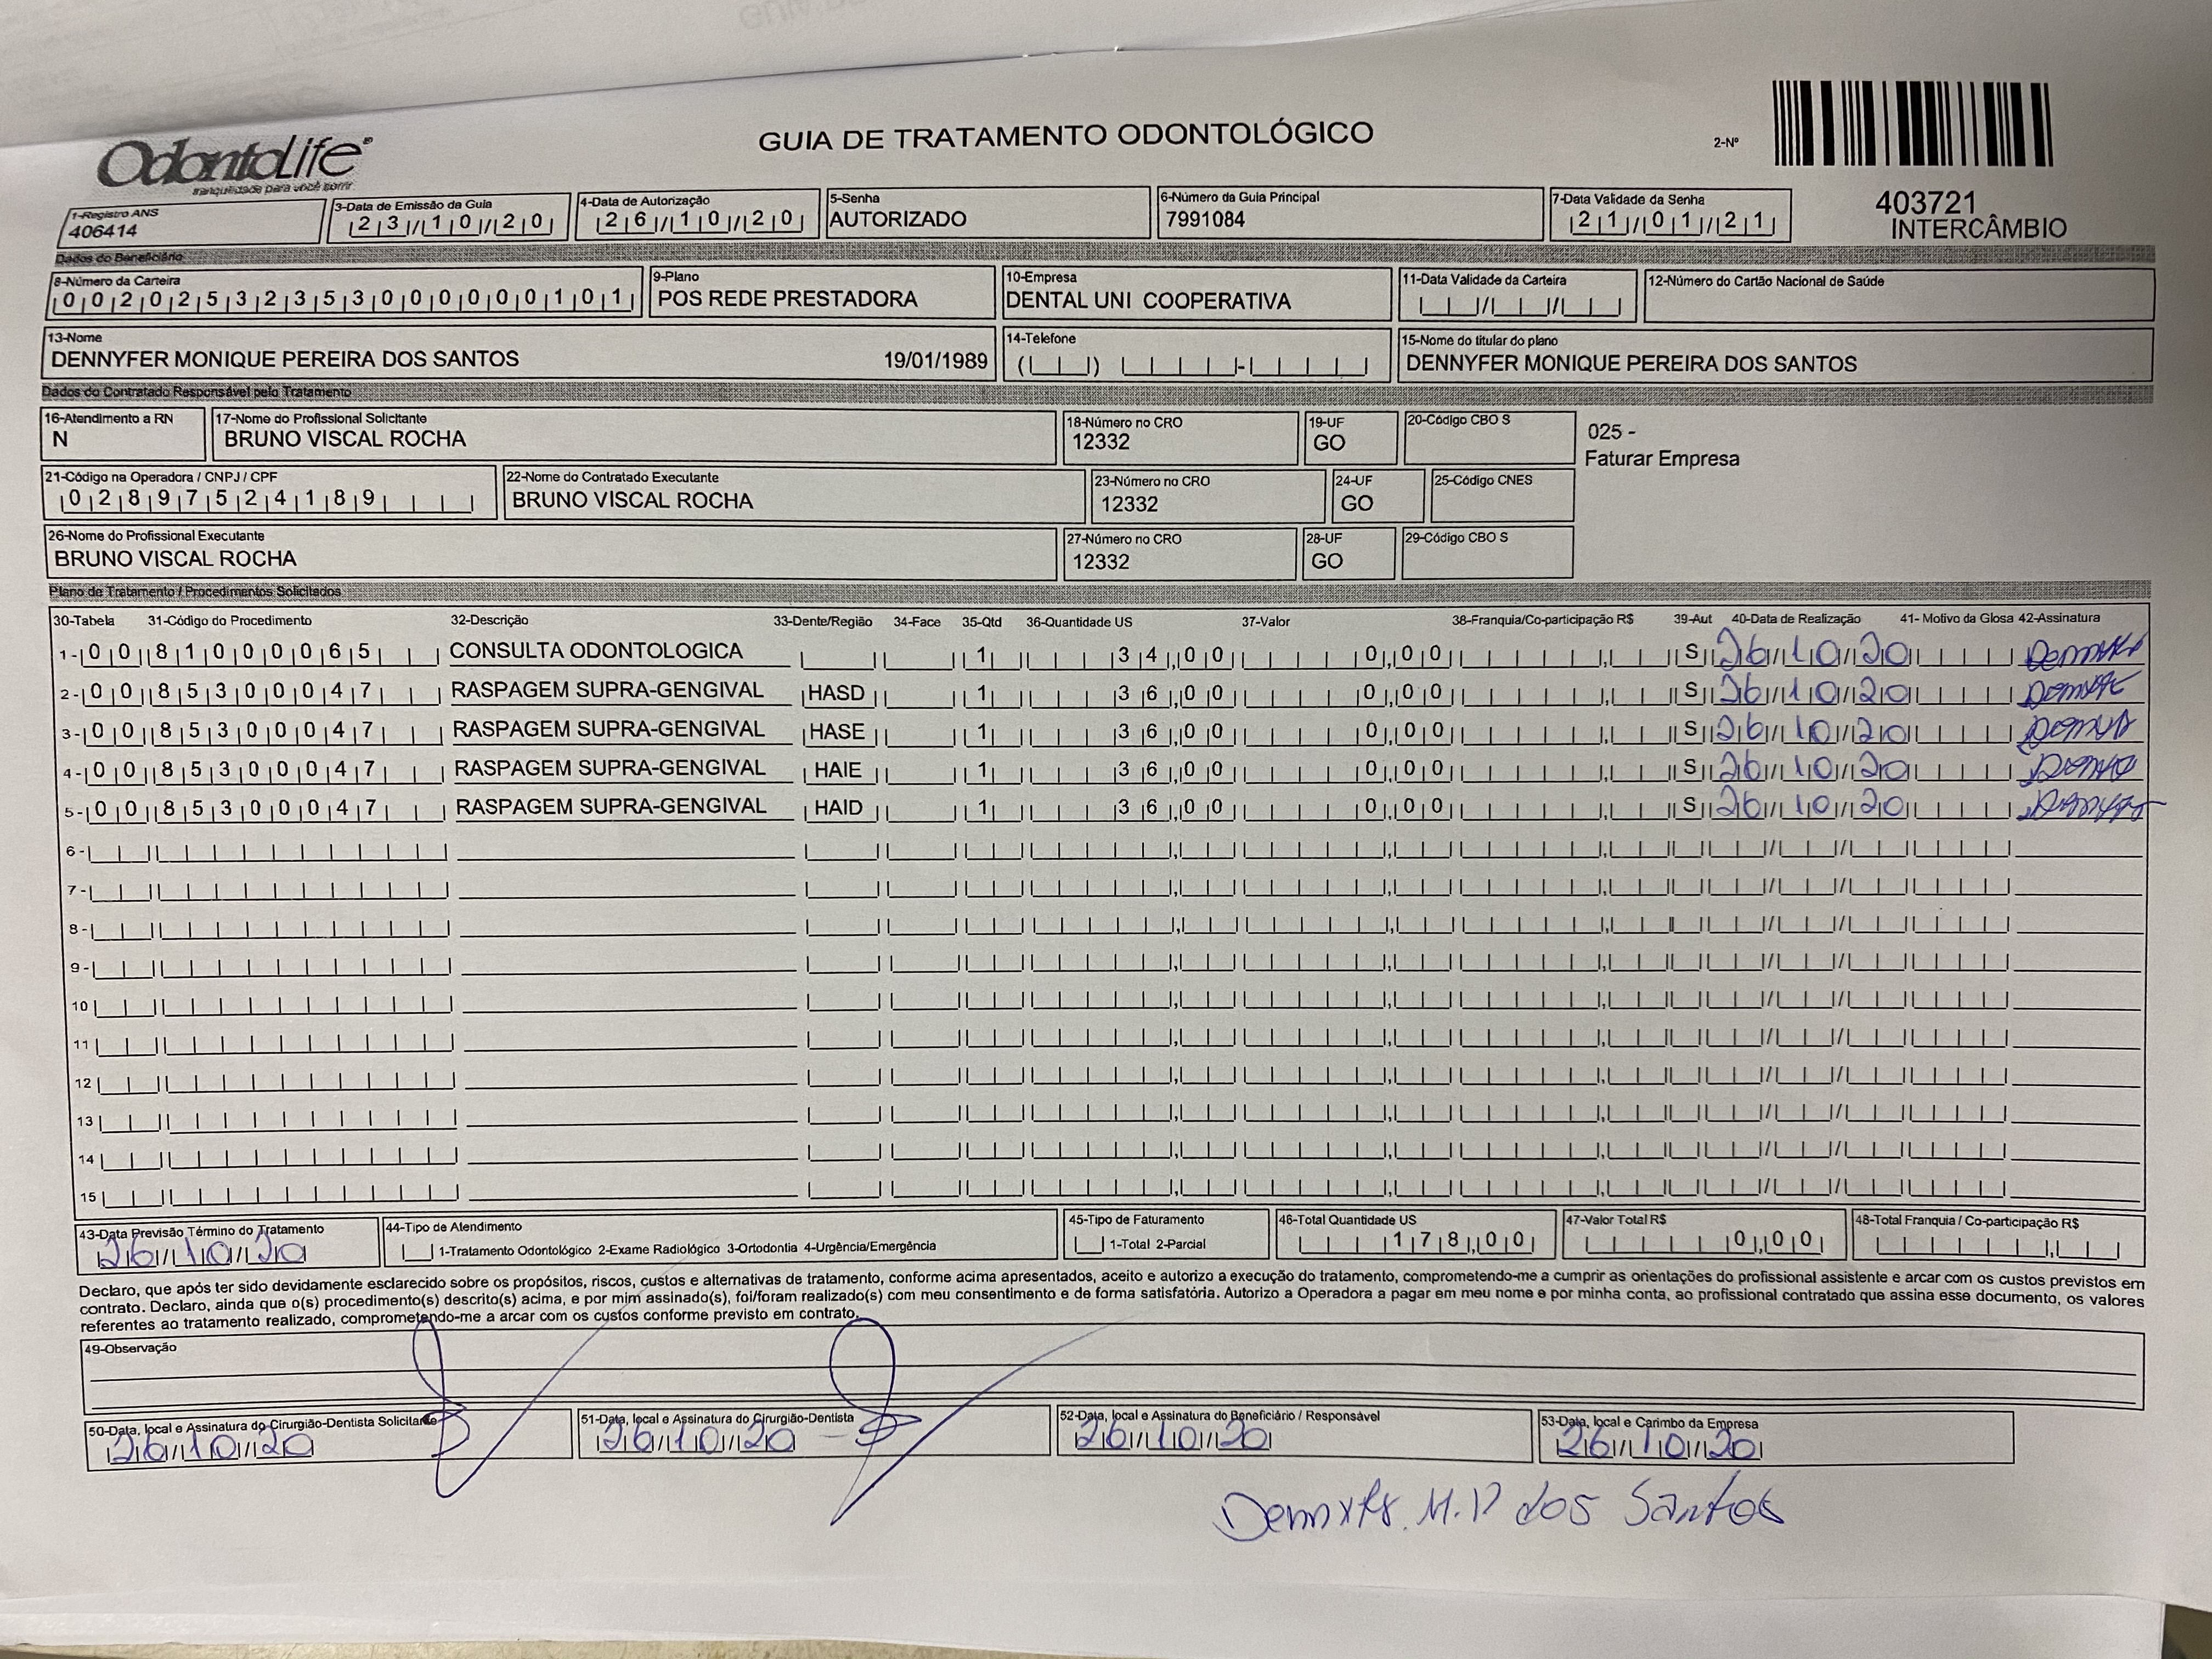 OdontoLife®
tranquilidade para você sorrir.
GUIA DE TRATAMENTO ODONTOLÓGICO
2-Nº
403721
INTERCÂMBIO
1-Registro ANS
406414
3-Data de Emissão da Guia
23/10/20
4-Data de Autorização
26/10/20
5-Senha
AUTORIZADO
6-Número da Guia Principal
7991084
7-Data Validade da Senha
21/01/21
Dados do Beneficiário
8-Número da Carteira
00202532353000000101
9-Plano
POS REDE PRESTADORA
10-Empresa
DENTAL UNI COOPERATIVA
11-Data Validade da Carteira
12-Número do Cartão Nacional de Saúde
13-Nome
DENNYFER MONIQUE PEREIRA DOS SANTOS 19/01/1989
14-Telefone
15-Nome do titular do plano
DENNYFER MONIQUE PEREIRA DOS SANTOS
Dados do Contratado Responsável pelo Tratamento
16-Atendimento a RN
N
17-Nome do Profissional Solicitante
BRUNO VISCAL ROCHA
18-Número no CRO
12332
19-UF
GO
20-Código CBO S
025 -
Faturar Empresa
21-Código na Operadora / CNPJ / CPF
02897524189
22-Nome do Contratado Executante
BRUNO VISCAL ROCHA
23-Número no CRO
12332
24-UF
GO
25-Código CNES
26-Nome do Profissional Executante
BRUNO VISCAL ROCHA
27-Número no CRO
12332
28-UF
GO
29-Código CBO S
Plano de Tratamento / Procedimentos Solicitados
30-Tabela 31-Código do Procedimento 32-Descrição 33-Dente/Região 34-Face 35-Qtd 36-Quantidade US 37-Valor 38-Franquia/Co-participação R$ 39-Aut 40-Data de Realização 41- Motivo da Glosa 42-Assinatura
1- 00 81000065 CONSULTA ODONTOLOGICA 1 34,00 0,00 S 26/10/20
2- 00 85300047 RASPAGEM SUPRA-GENGIVAL HASD 1 36,00 0,00 S 26/10/20
3- 00 85300047 RASPAGEM SUPRA-GENGIVAL HASE 1 36,00 0,00 S 26/10/20
4- 00 85300047 RASPAGEM SUPRA-GENGIVAL HAIE 1 36,00 0,00 S 26/10/20
5- 00 85300047 RASPAGEM SUPRA-GENGIVAL HAID 1 36,00 0,00 S 26/10/20
6-
7-
8-
9-
10
11
12
13
14
15
43-Data Previsão Término do Tratamento
26/10/20
44-Tipo de Atendimento
1-Tratamento Odontológico 2-Exame Radiológico 3-Ortodontia 4-Urgência/Emergência
45-Tipo de Faturamento
1-Total 2-Parcial
46-Total Quantidade US
178,00
47-Valor Total R$
0,00
48-Total Franquia / Co-participação R$
Declaro, que após ter sido devidamente esclarecido sobre os propósitos, riscos, custos e alternativas de tratamento, conforme acima apresentados, aceito e autorizo a execução do tratamento, comprometendo-me a cumprir as orientações do profissional assistente e arcar com os custos previstos em
contrato. Declaro, ainda que o(s) procedimento(s) descrito(s) acima, e por mim assinado(s), foi/foram realizado(s) com meu consentimento e de forma satisfatória. Autorizo a Operadora a pagar em meu nome e por minha conta, ao profissional contratado que assina esse documento, os valores
referentes ao tratamento realizado, comprometendo-me a arcar com os custos conforme previsto em contrato.
49-Observação
50-Data, local e Assinatura do Cirurgião-Dentista Solicitante
26/10/20
51-Data, local e Assinatura do Cirurgião-Dentista
26/10/20
52-Data, local e Assinatura do Beneficiário / Responsável
26/10/20
53-Data, local e Carimbo da Empresa
26/10/20
M.P dos Santos